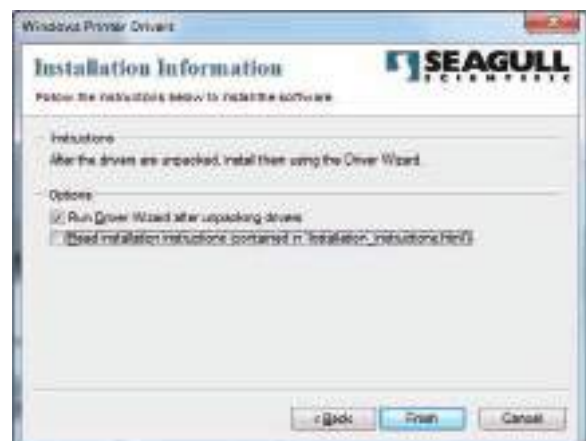 Windows Printer Drivers
Installation Information
SEAGULL
SCIENTIFIC
Follow the instructions below to install the software.
Instructions
After the drivers are unpacked, install them using the Driver Wizard.
Options
Run Driver Wizard after unpacking drivers
Read installation instructions (contained in 'Installation_Instructions.html')
< Back
Finish
Cancel